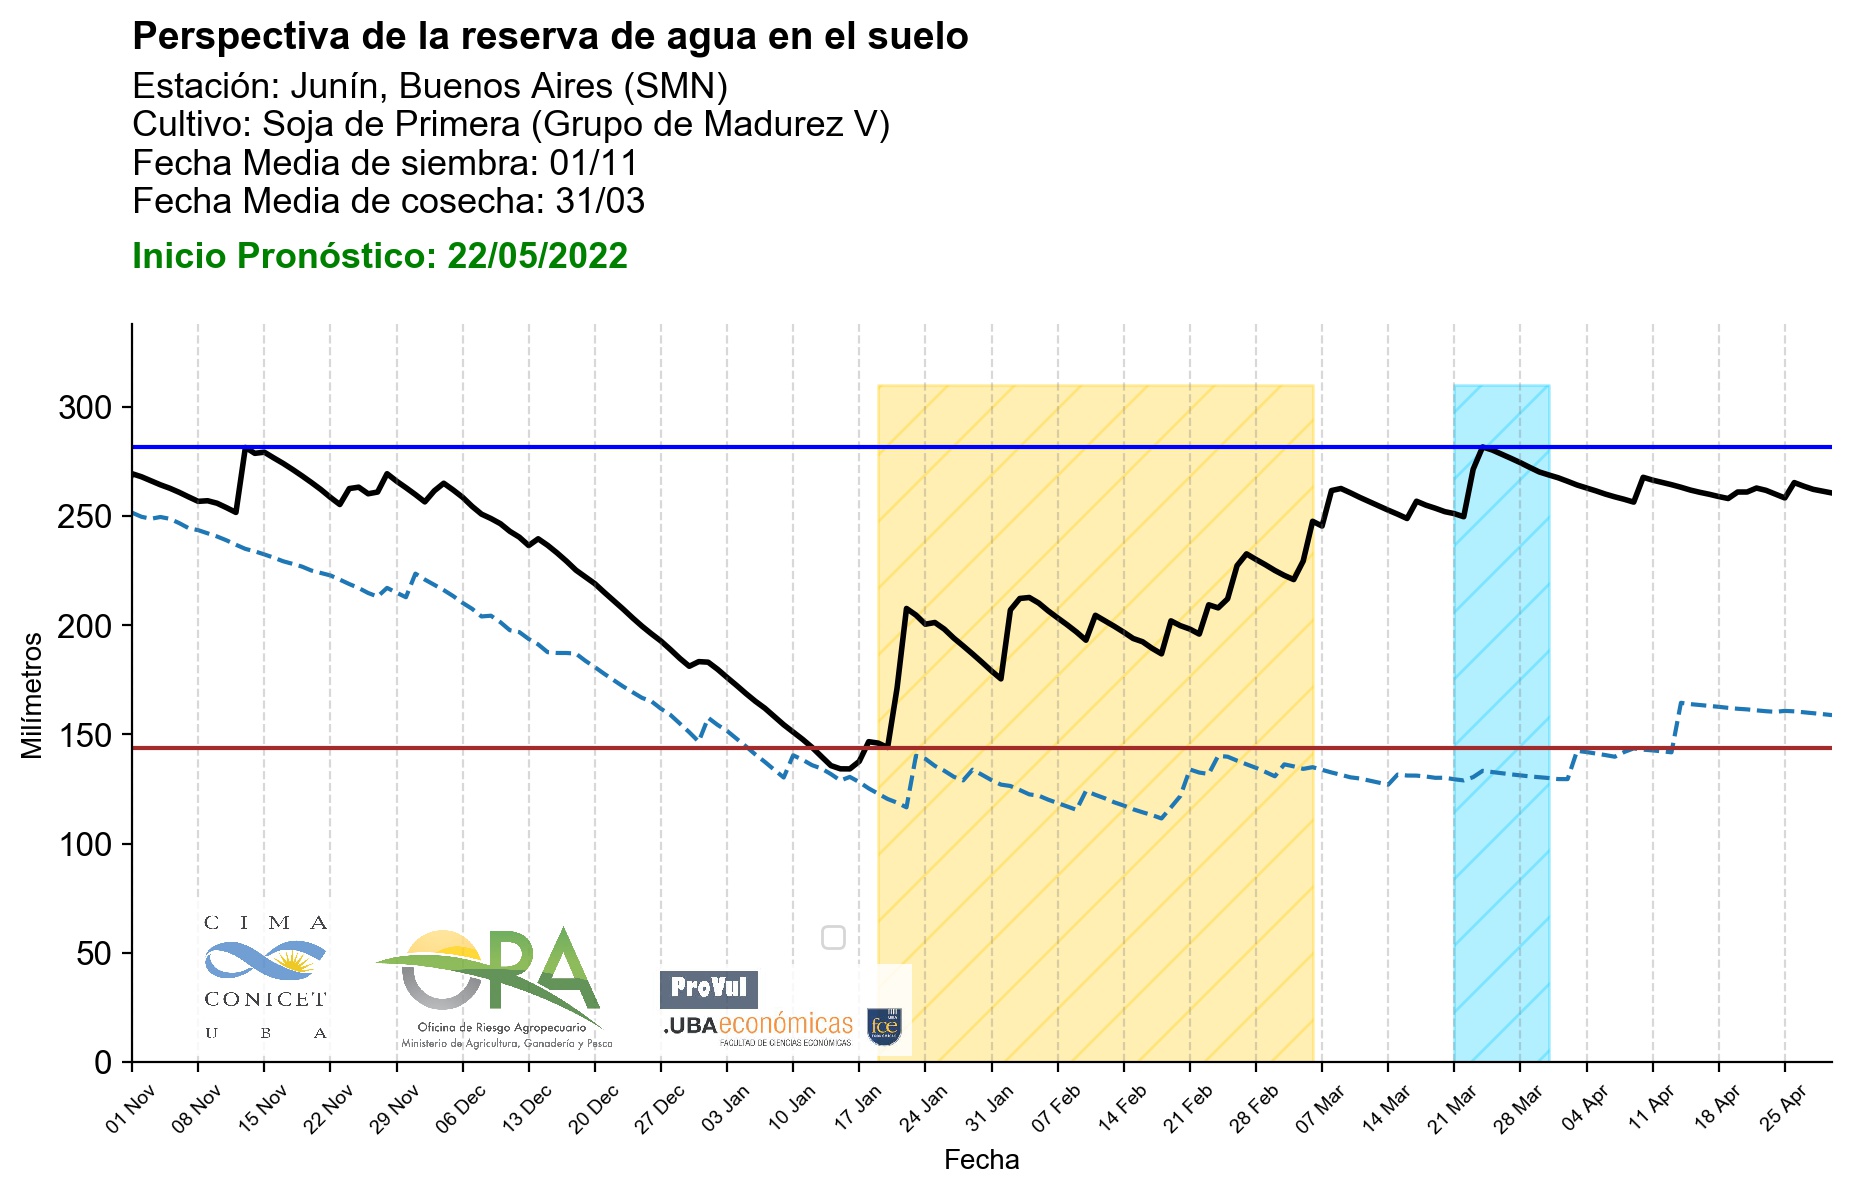 Perspectiva de la reserva de agua en el suelo
Estación: Junín, Buenos Aires (SMN)
Cultivo: Soja de Primera (Grupo de Madurez V)
Fecha Media de siembra: 01/11
Fecha Media de cosecha: 31/03
Inicio Pronóstico: 22/05/2022
300
250
200
150
100
50
0
Milímetros
C I M A
CONICET
U B A
ORA
Oficina de Riesgo Agropecuario
Ministerio de Agricultura, Ganadería y Pesca
ProVul
.UBAeconómicas
FACULTAD DE CIENCIAS ECONÓMICAS
fce
01 Nov
08 Nov
15 Nov
22 Nov
29 Nov
06 Dec
13 Dec
20 Dec
27 Dec
03 Jan
10 Jan
17 Jan
24 Jan
31 Jan
07 Feb
14 Feb
21 Feb
28 Feb
07 Mar
14 Mar
21 Mar
28 Mar
04 Apr
11 Apr
18 Apr
25 Apr
Fecha